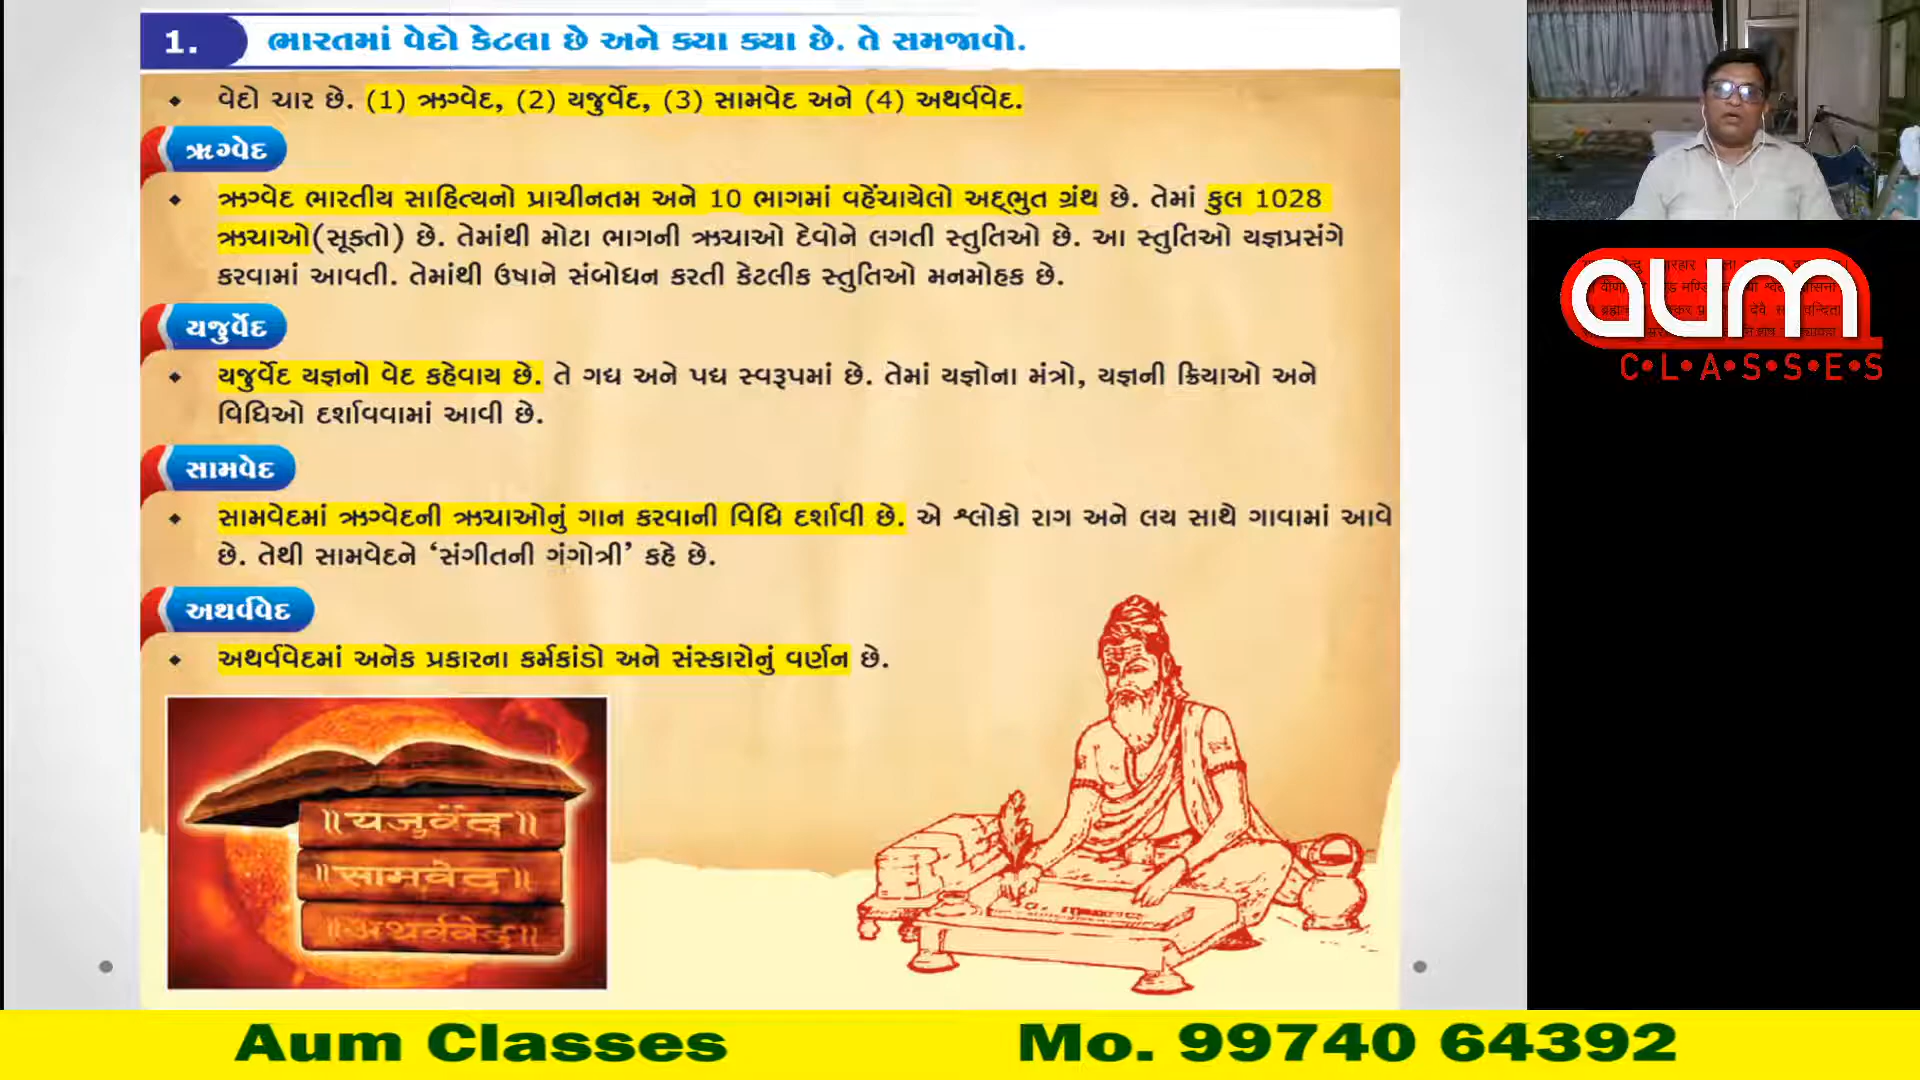 1. ભારતમાં વેદો કેટલા છે અને ક્યા ક્યા છે. તે સમજાવો.
⬥ વેદો ચાર છે. (1) ઋગ્વેદ, (2) યજુર્વેદ, (3) સામવેદ અને (4) અથર્વવેદ.
ઋગ્વેદ
⬥ ઋગ્વેદ ભારતીય સાહિત્યનો પ્રાચીનતમ અને 10 ભાગમાં વહેંચાયેલો અદ્ભુત ગ્રંથ છે. તેમાં કુલ 1028
ઋચાઓ(સૂક્તો) છે. તેમાંથી મોટા ભાગની ઋચાઓ દેવોને લગતી સ્તુતિઓ છે. આ સ્તુતિઓ યજ્ઞપ્રસંગે
કરવામાં આવતી. તેમાંથી ઉષાને સંબોધન કરતી કેટલીક સ્તુતિઓ મનમોહક છે.
યજુર્વેદ
⬥ યજુર્વેદ યજ્ઞનો વેદ કહેવાય છે. તે ગદ્ય અને પદ્ય સ્વરૂપમાં છે. તેમાં યજ્ઞોના મંત્રો, યજ્ઞની ક્રિયાઓ અને
વિધિઓ દર્શાવવામાં આવી છે.
સામવેદ
⬥ સામવેદમાં ઋગ્વેદની ઋચાઓનું ગાન કરવાની વિધિ દર્શાવી છે. એ શ્લોકો રાગ અને લય સાથે ગાવામાં આવે
છે. તેથી સામવેદને ‘સંગીતની ગંગોત્રી’ કહે છે.
અથર્વવેદ
⬥ અથર્વવેદમાં અનેક પ્રકારના કર્મકાંડો અને સંસ્કારોનું વર્ણન છે.
॥यजुर्वेद॥
॥सामवेद॥
॥अथर्ववेद॥
aum
C•L•A•S•S•E•S
Aum Classes Mo. 99740 64392